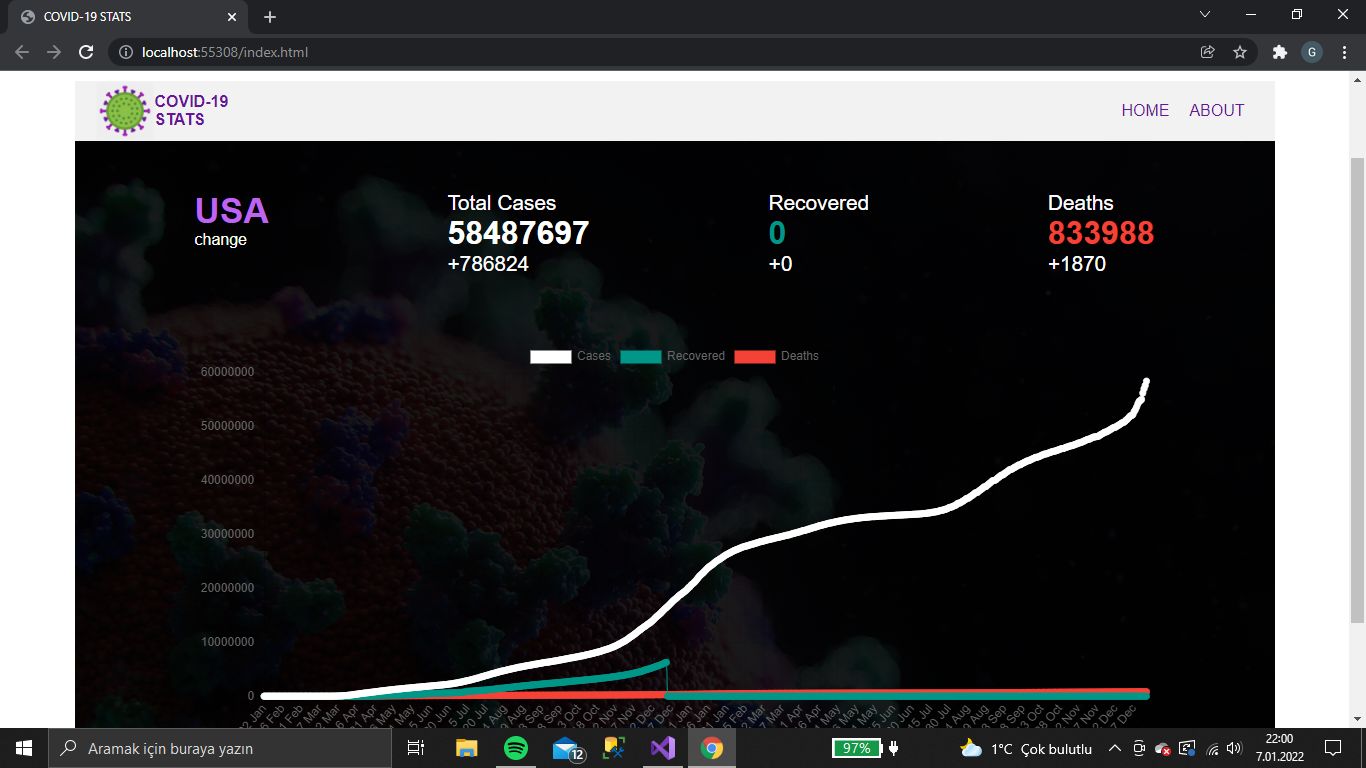 COVID-19 STATS
localhost:55308/index.html
G
COVID-19
STATS
HOME
ABOUT
USA
change
Total Cases
58487697
+786824
Recovered
0
+0
Deaths
833988
+1870
Cases
Recovered
Deaths
60000000
50000000
40000000
30000000
20000000
10000000
0
Aramak için buraya yazın
12
97%
1°C Çok bulutlu
22:00
7.01.2022